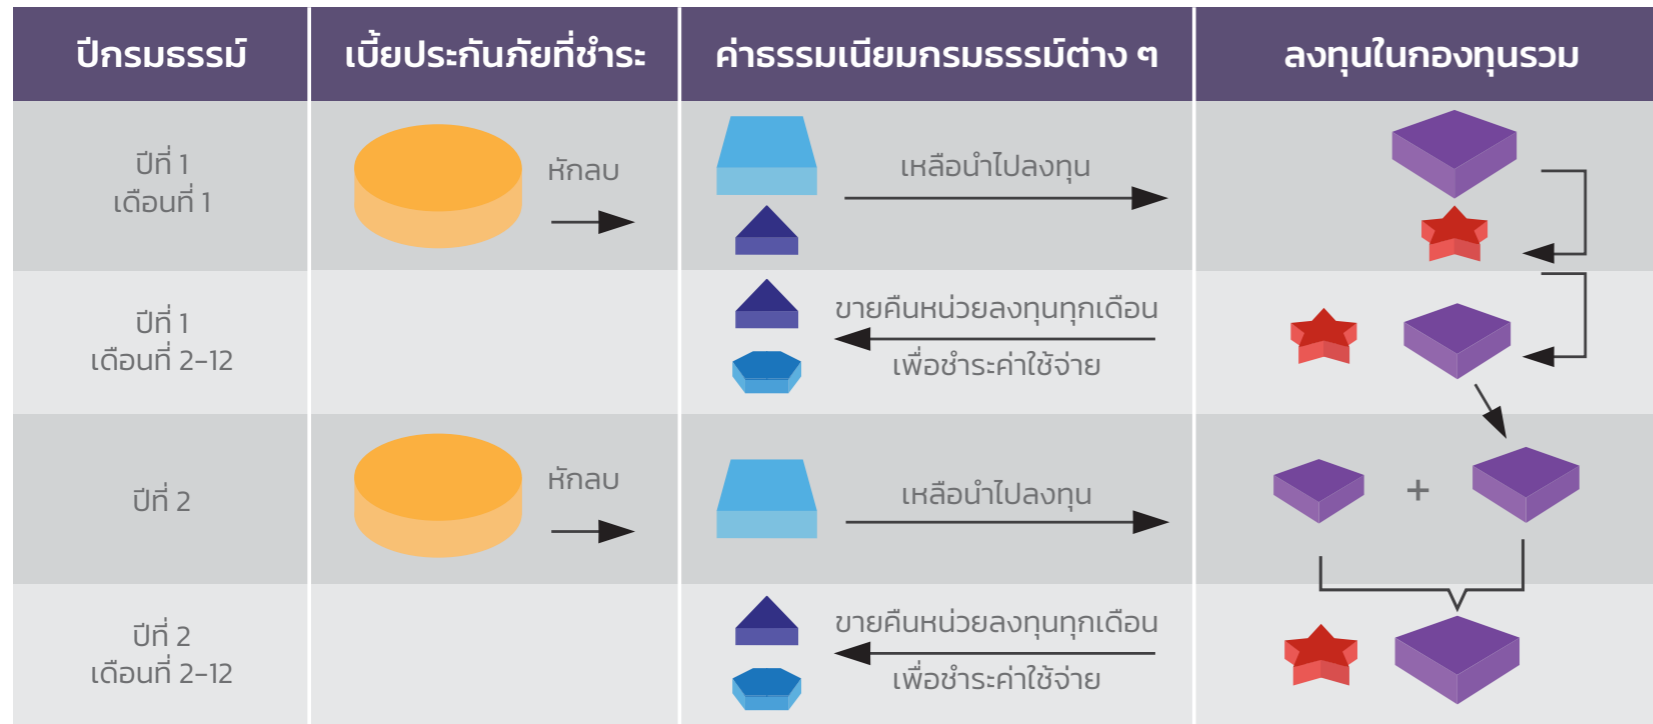 ปีกรมธรรม์
เบี้ยประกันภัยที่ชำระ
ค่าธรรมเนียมกรมธรรม์ต่าง ๆ
ลงทุนในกองทุนรวม
ปีที่ 1
เดือนที่ 1
หักลบ
เหลือนำไปลงทุน
ปีที่ 1
เดือนที่ 2-12
ขายคืนหน่วยลงทุนทุกเดือน
เพื่อชำระค่าใช้จ่าย
ปีที่ 2
หักลบ
เหลือนำไปลงทุน
+
ปีที่ 2
เดือนที่ 2-12
ขายคืนหน่วยลงทุนทุกเดือน
เพื่อชำระค่าใช้จ่าย